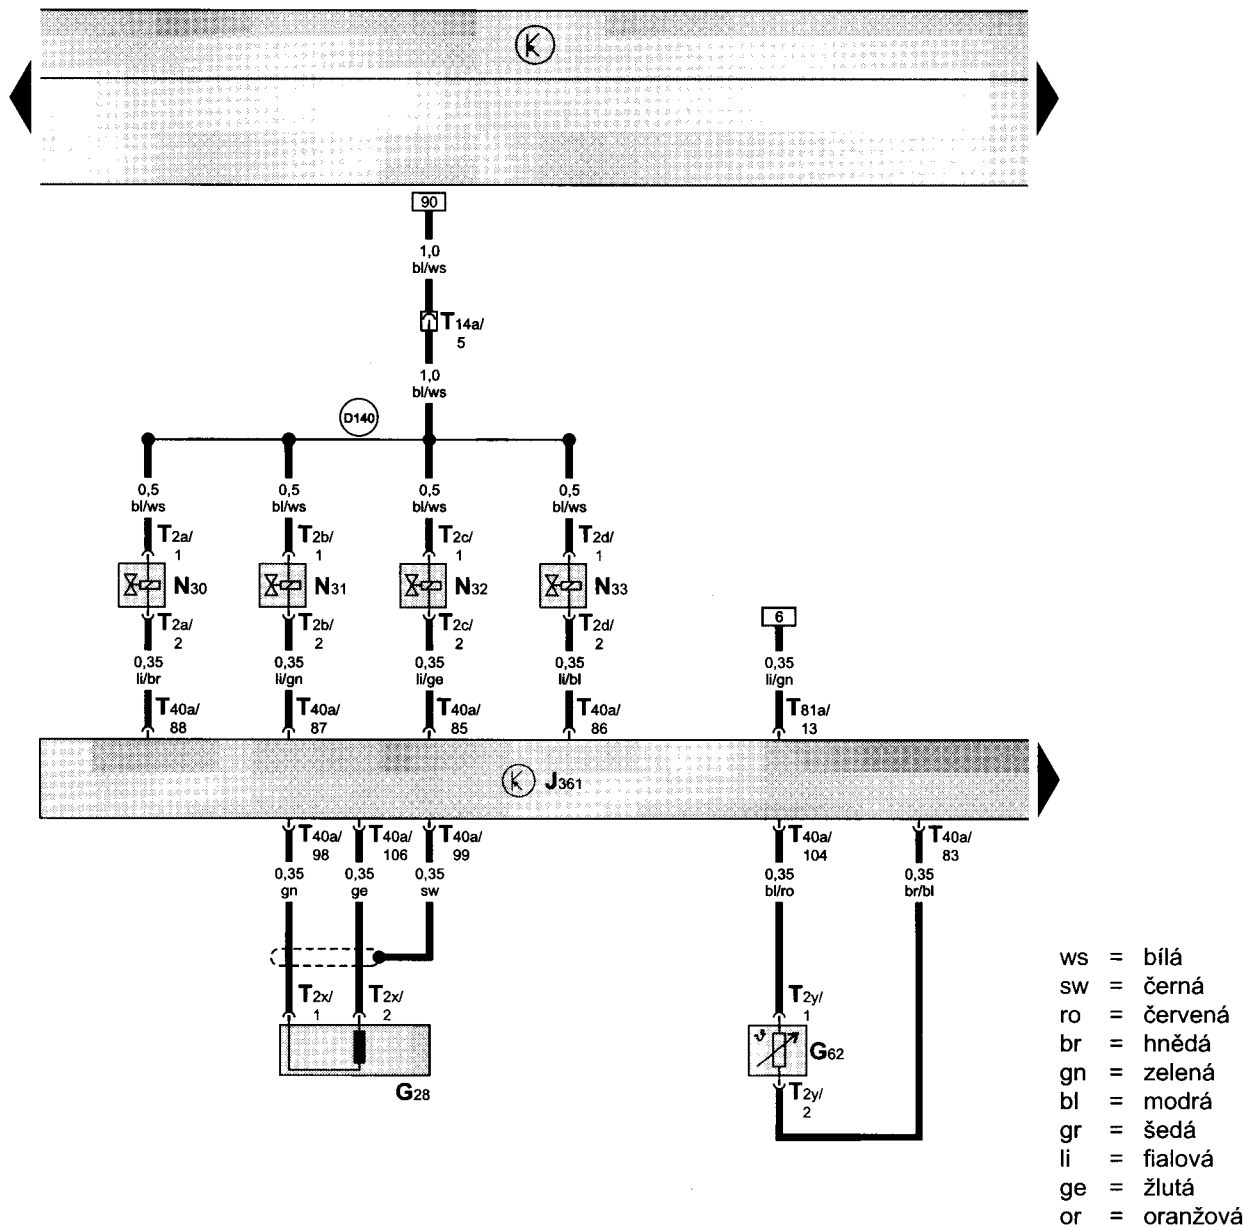 90
1,0
bl/ws
T14a/
5
1,0
bl/ws
D140
0,5 0,5 0,5 0,5
bl/ws bl/ws bl/ws bl/ws
T2a/ T2b/ T2c/ T2d/
1 1 1 1
N30 N31 N32 N33
6
T2a/ T2b/ T2c/ T2d/
2 2 2 2
0,35 0,35 0,35 0,35 0,35
li/br li/gn li/ge li/bl li/gn
T40a/ T40a/ T40a/ T40a/ T81a/
88 87 85 86 13
J361
T40a/ T40a/ T40a/ T40a/ T40a/
98 106 99 104 83
0,35 0,35 0,35 0,35 0,35
gn ge sw bl/ro br/bl
T2x/ T2x/ T2y/
1 2 1
G62
G28
T2y/
2
ws = bílá
sw = černá
ro = červená
br = hnědá
gn = zelená
bl = modrá
gr = šedá
li = fialová
ge = žlutá
or = oranžová